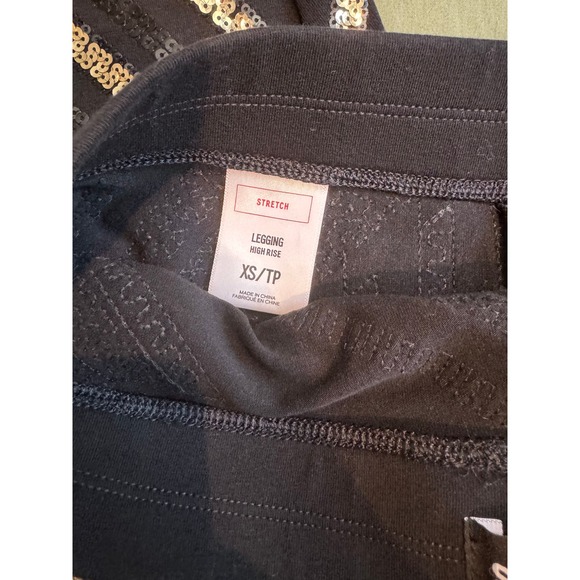 STRETCH
LEGGING
HIGH RISE
XS/TP
MADE IN CHINA
FABRIQUÉ EN CHINE